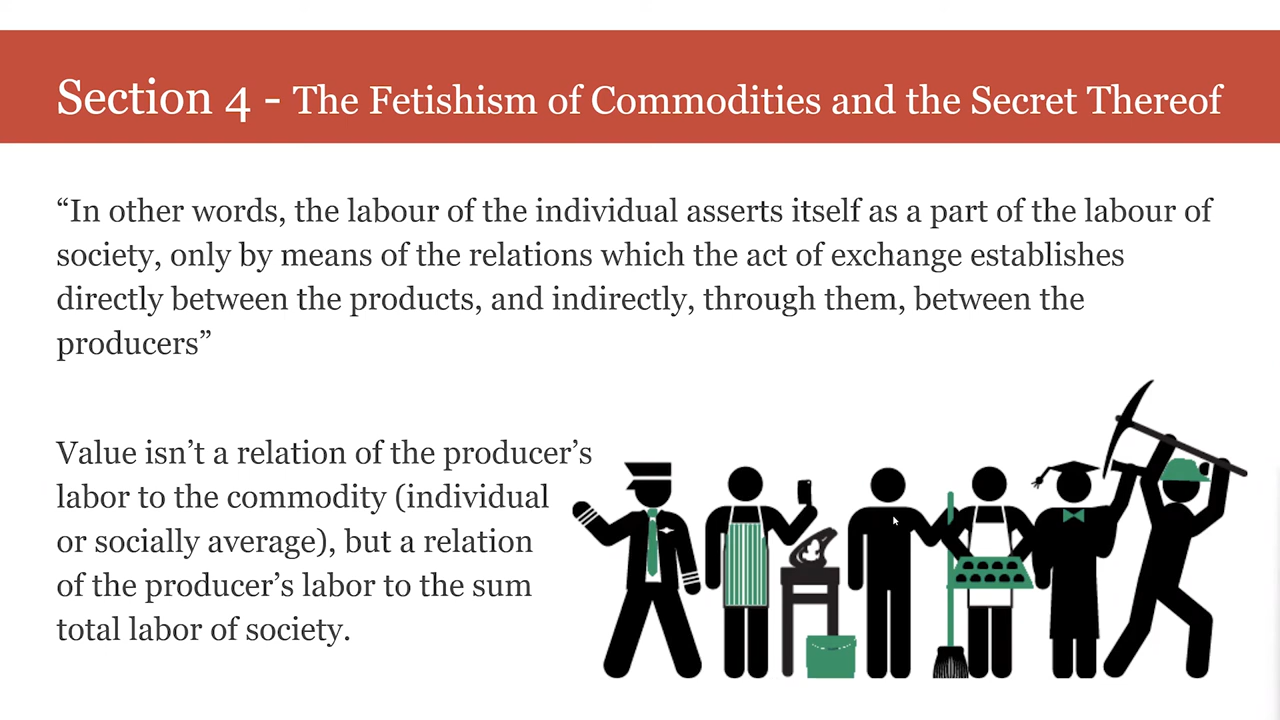 Section 4 - The Fetishism of Commodities and the Secret Thereof
“In other words, the labour of the individual asserts itself as a part of the labour of
society, only by means of the relations which the act of exchange establishes
directly between the products, and indirectly, through them, between the
producers”
Value isn’t a relation of the producer’s
labor to the commodity (individual
or socially average), but a relation
of the producer’s labor to the sum
total labor of society.